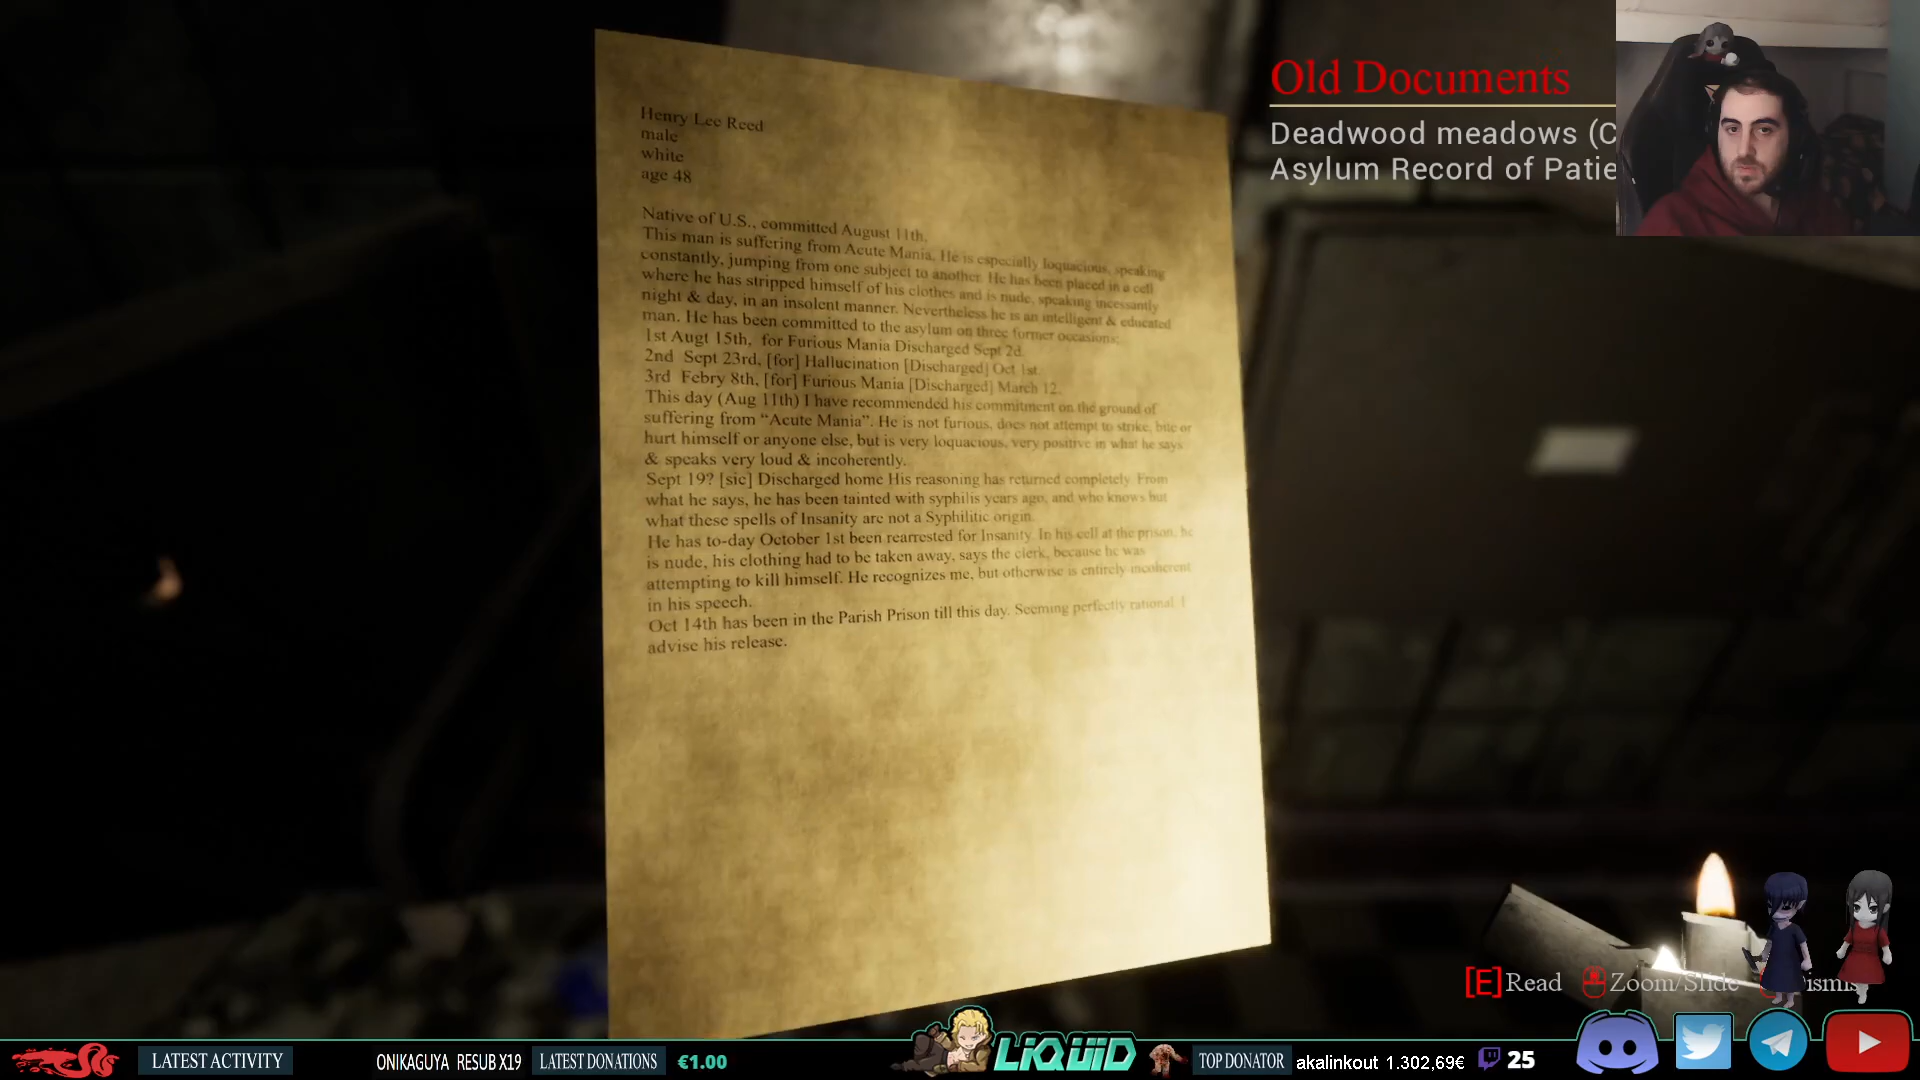 Henry Lee Reed
male
white
age 48
Native of U.S., committed August 11th,
This man is suffering from Acute Mania. He is especially loquacious, speaking
constantly, jumping from one subject to another. He has been placed in a cell
where he has stripped himself of his clothes and is nude, speaking incessantly
night & day, in an insolent manner. Nevertheless he is an intelligent & educated
man. He has been committed to the asylum on three former occasions;
1st Augt 15th, for Furious Mania Discharged Sept 2d.
2nd Sept 23rd, [for] Hallucination [Discharged] Oct 1st.
3rd Febry 8th, [for] Furious Mania [Discharged] March 12.
This day (Aug 11th) I have recommended his commitment on the ground of
suffering from “Acute Mania”. He is not furious, does not attempt to strike, bite or
hurt himself or anyone else, but is very loquacious, very positive in what he says
& speaks very loud & incoherently.
Sept 19? [sic] Discharged home His reasoning has returned completely. From
what he says, he has been tainted with syphilis years ago, and who knows but
what these spells of Insanity are not a Syphilitic origin.
He has to-day October 1st been rearrested for Insanity. In his cell at the prison, he
is nude, his clothing had to be taken away, says the clerk, because he was
attempting to kill himself. He recognizes me, but otherwise is entirely incoherent
in his speech.
Oct 14th has been in the Parish Prison till this day. Seeming perfectly rational I
advise his release.
Old Documents
Deadwood meadows (C
Asylum Record of Patie
[E] Read Zoom/Slide ismis
LATEST ACTIVITY ONIKAGUYA RESUB X19 LATEST DONATIONS €1.00 LIQUID TOP DONATOR akalinkout 1.302,69€ 25